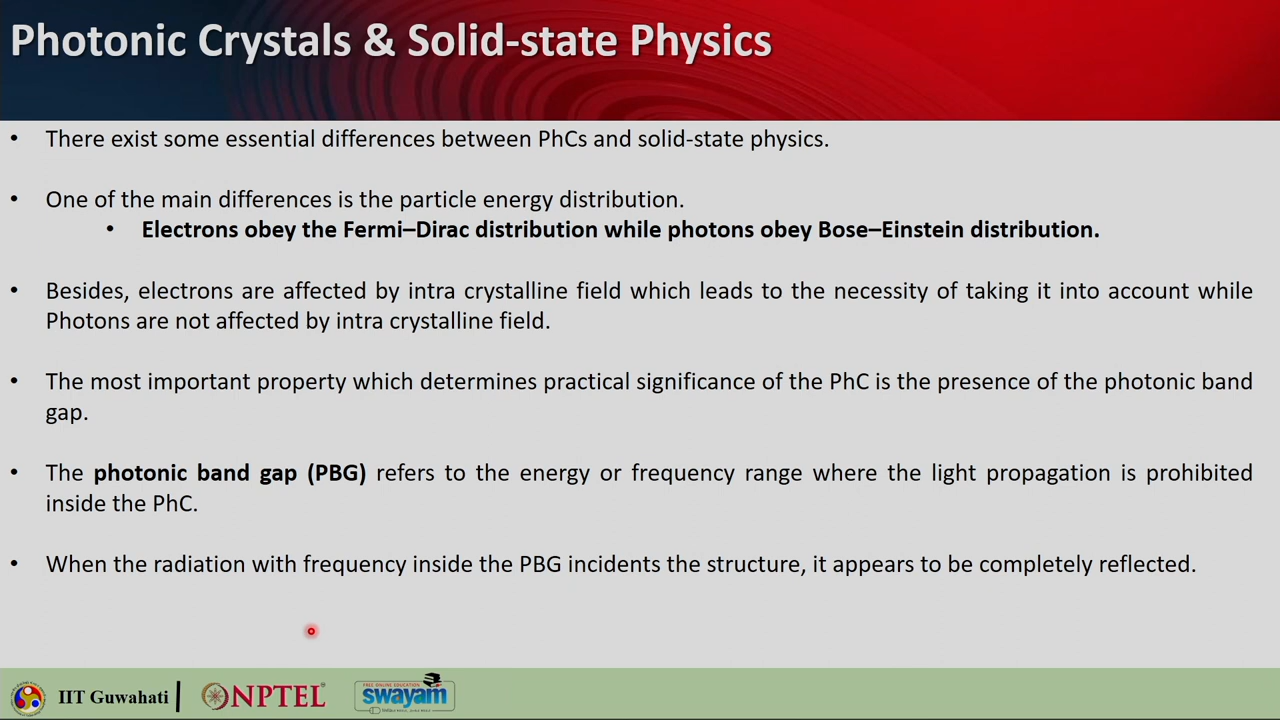 Photonic Crystals & Solid-state Physics
• There exist some essential differences between PhCs and solid-state physics.
• One of the main differences is the particle energy distribution.
• Electrons obey the Fermi–Dirac distribution while photons obey Bose–Einstein distribution.
• Besides, electrons are affected by intra crystalline field which leads to the necessity of taking it into account while
Photons are not affected by intra crystalline field.
• The most important property which determines practical significance of the PhC is the presence of the photonic band
gap.
• The photonic band gap (PBG) refers to the energy or frequency range where the light propagation is prohibited
inside the PhC.
• When the radiation with frequency inside the PBG incidents the structure, it appears to be completely reflected.
IIT Guwahati
NPTEL
FREE ONLINE EDUCATION
swayam